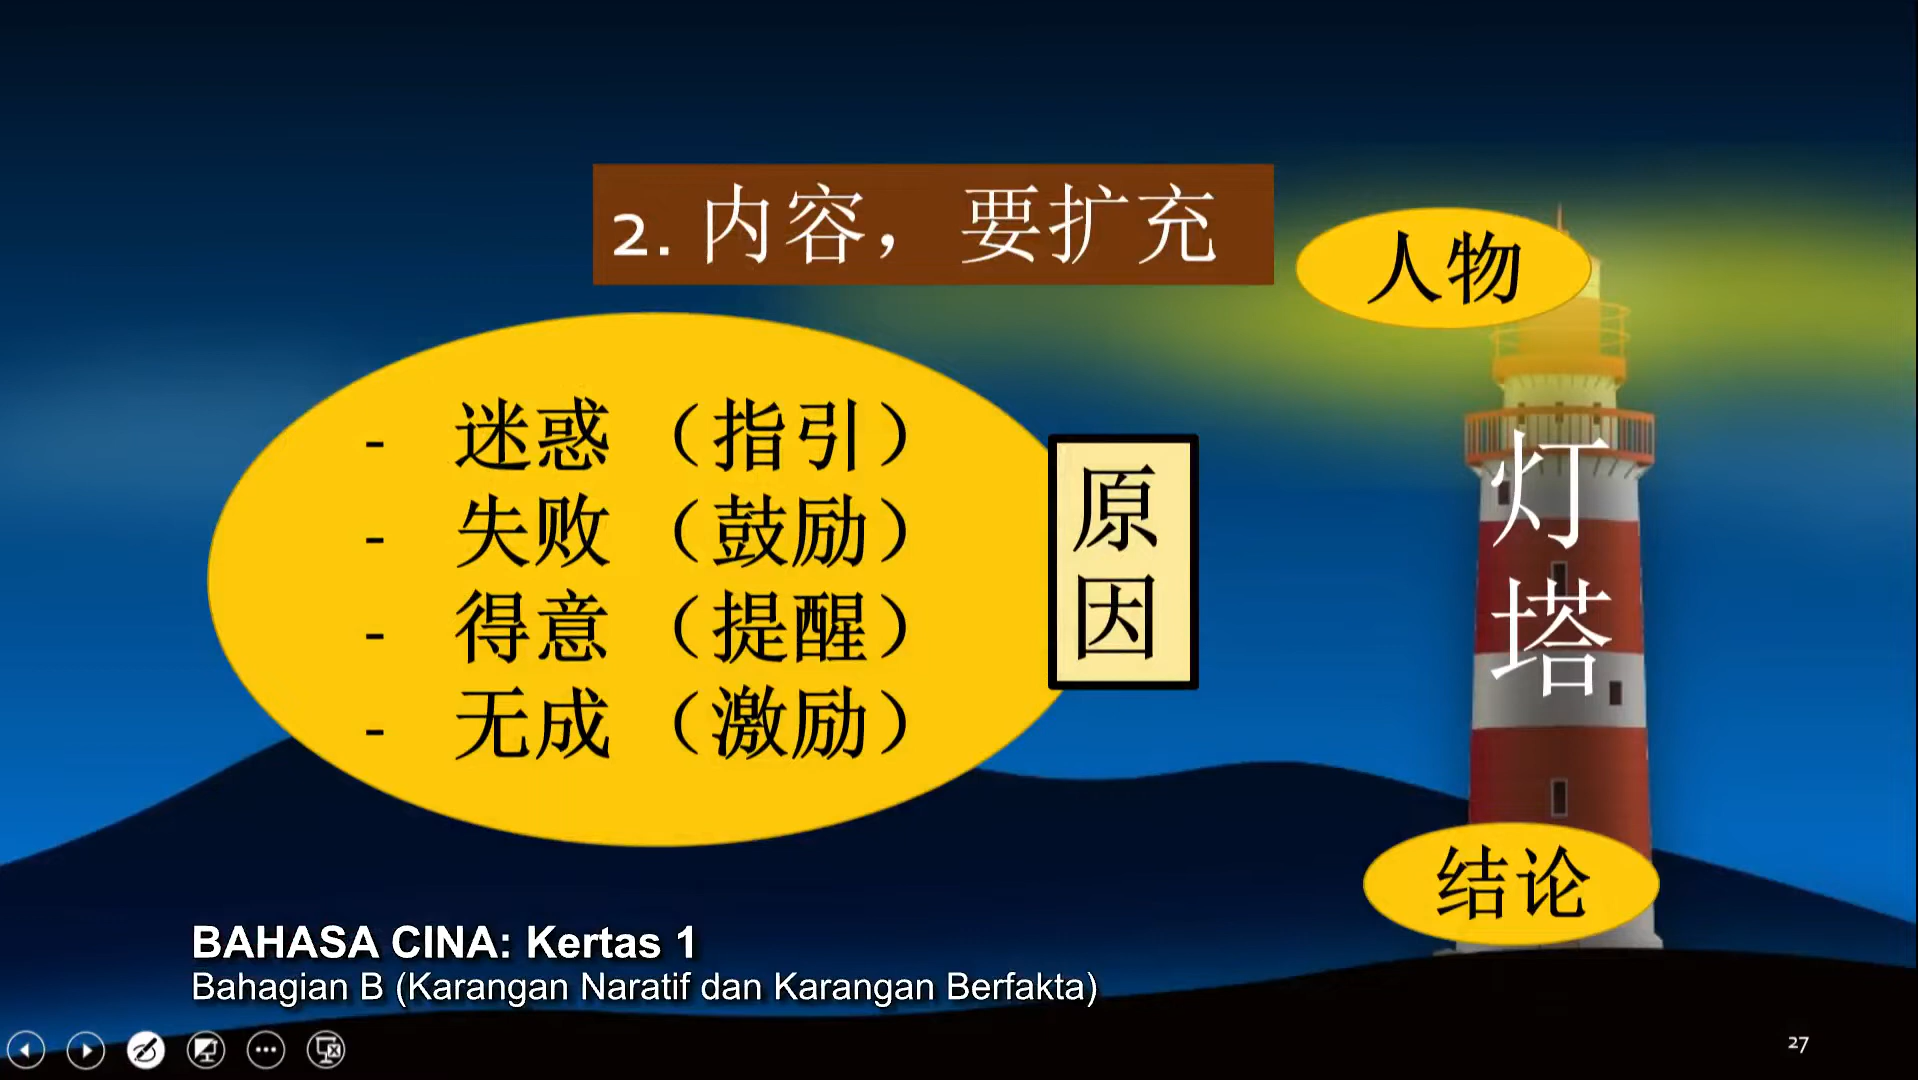 2. 内容，要扩充
人物
- 迷惑 （指引）
- 失败 （鼓励）
- 得意 （提醒）
- 无成 （激励）
原因
灯塔
结论
BAHASA CINA: Kertas 1
Bahagian B (Karangan Naratif dan Karangan Berfakta)
27